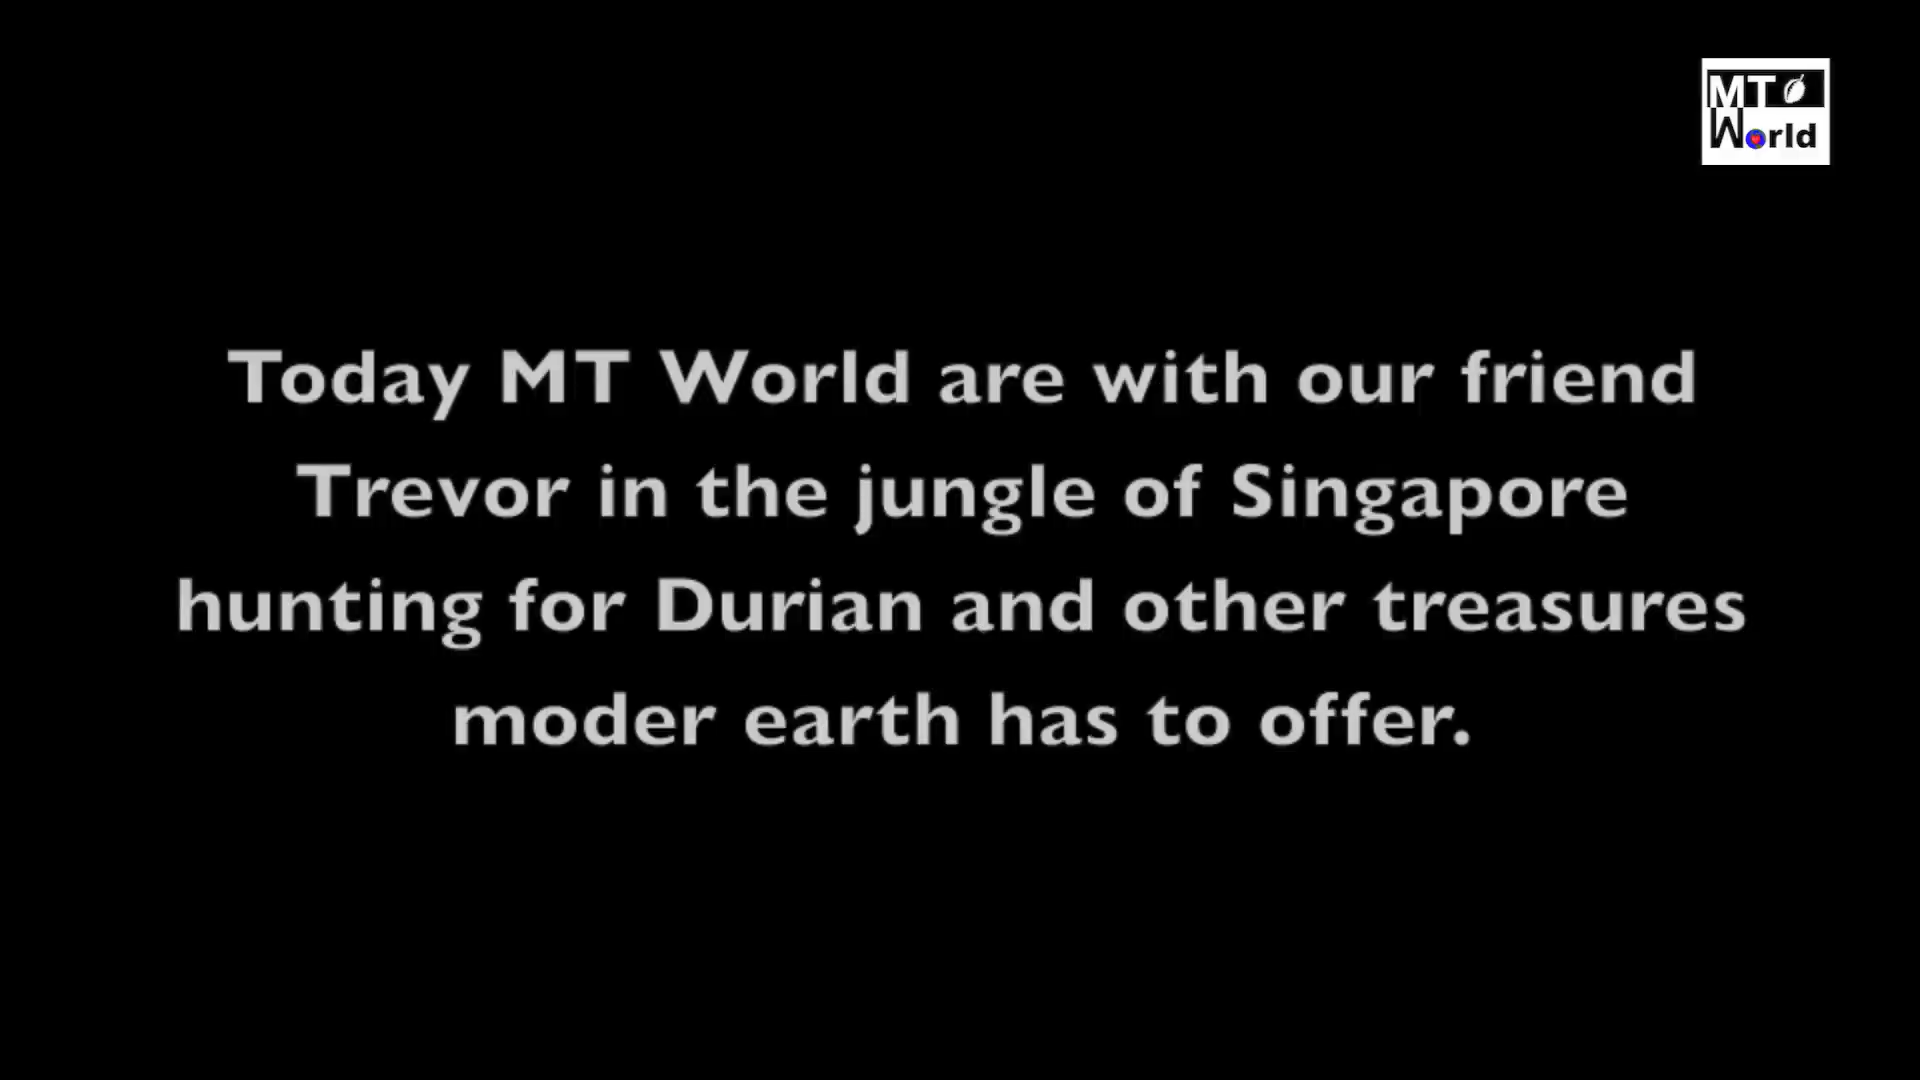 MT
World
Today MT World are with our friend
Trevor in the jungle of Singapore
hunting for Durian and other treasures
moder earth has to offer.